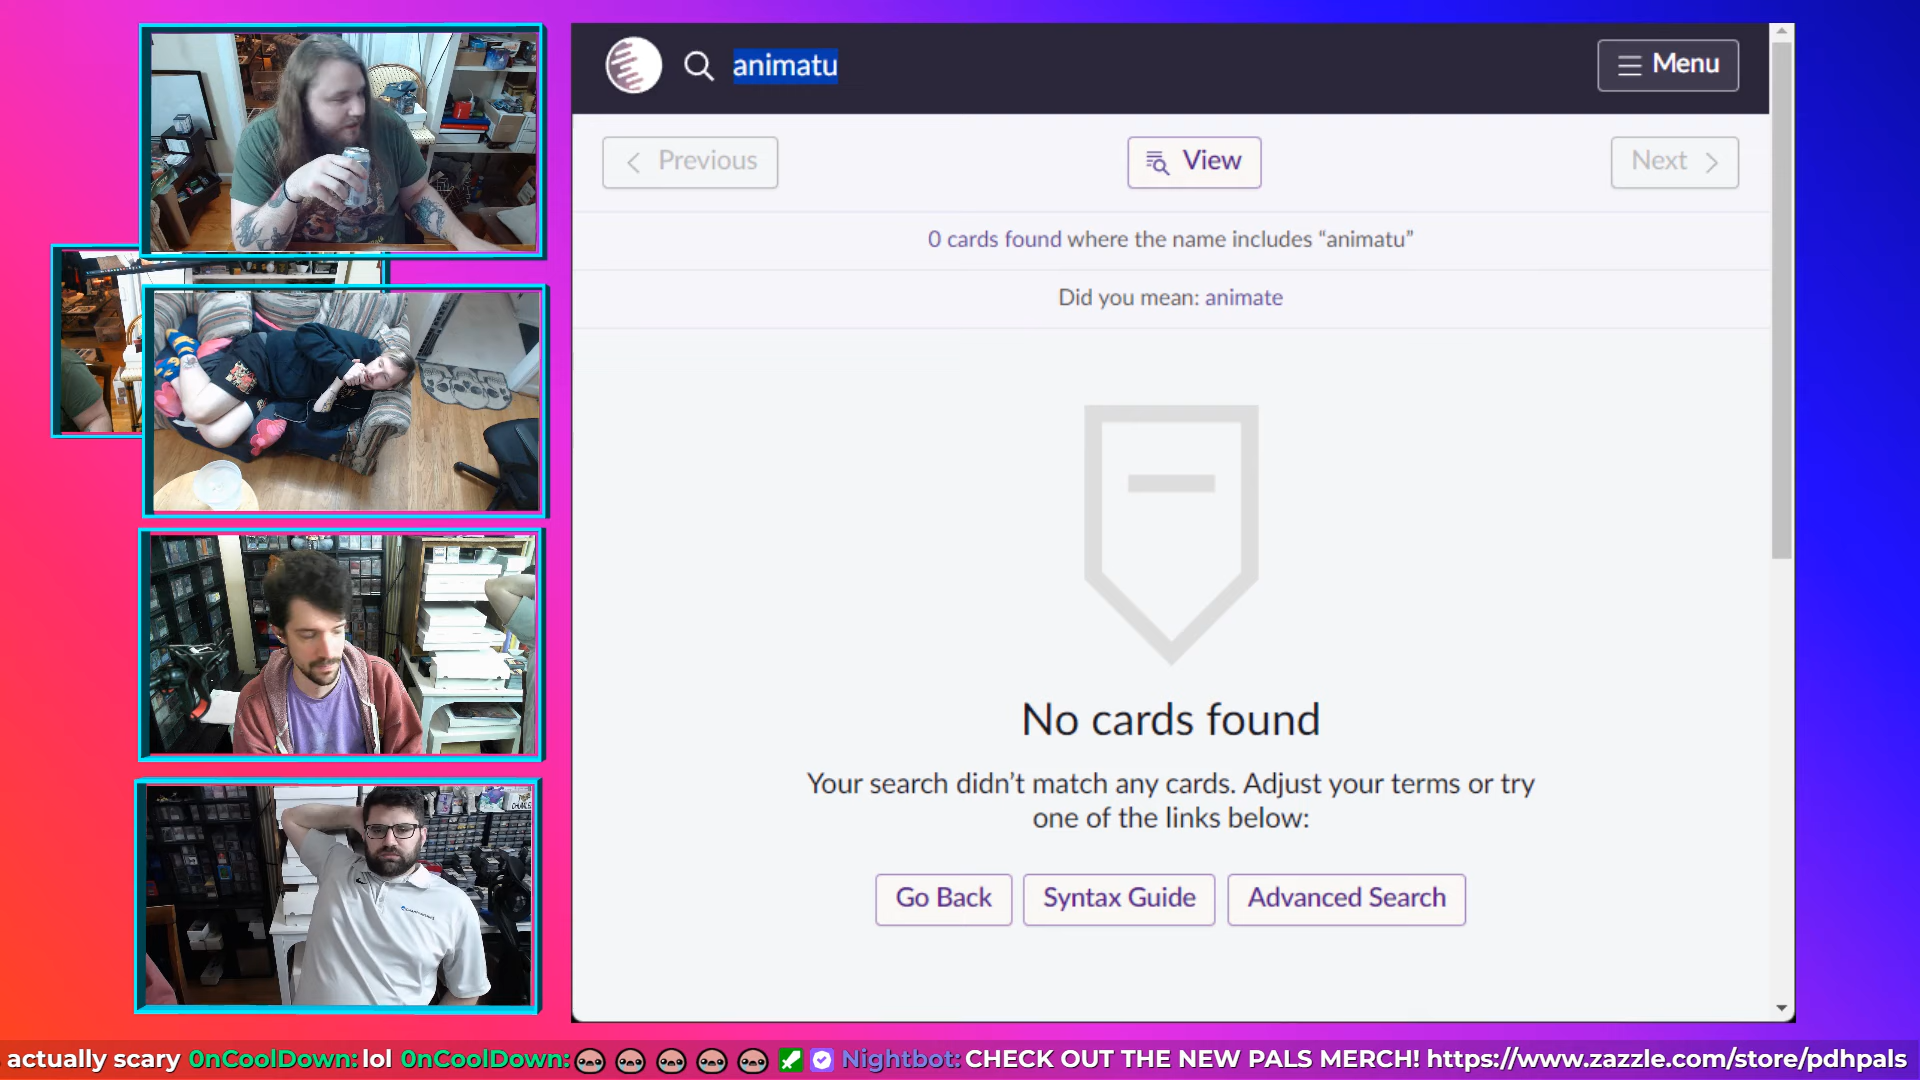 animatu
Menu
Previous
View
Next
0 cards found where the name includes “animatu”
Did you mean: animate
No cards found
Your search didn’t match any cards. Adjust your terms or try
one of the links below:
Go Back
Syntax Guide
Advanced Search
actually scary 0nCoolDown: lol 0nCoolDown: Nightbot: CHECK OUT THE NEW PALS MERCH! https://www.zazzle.com/store/pdhpals